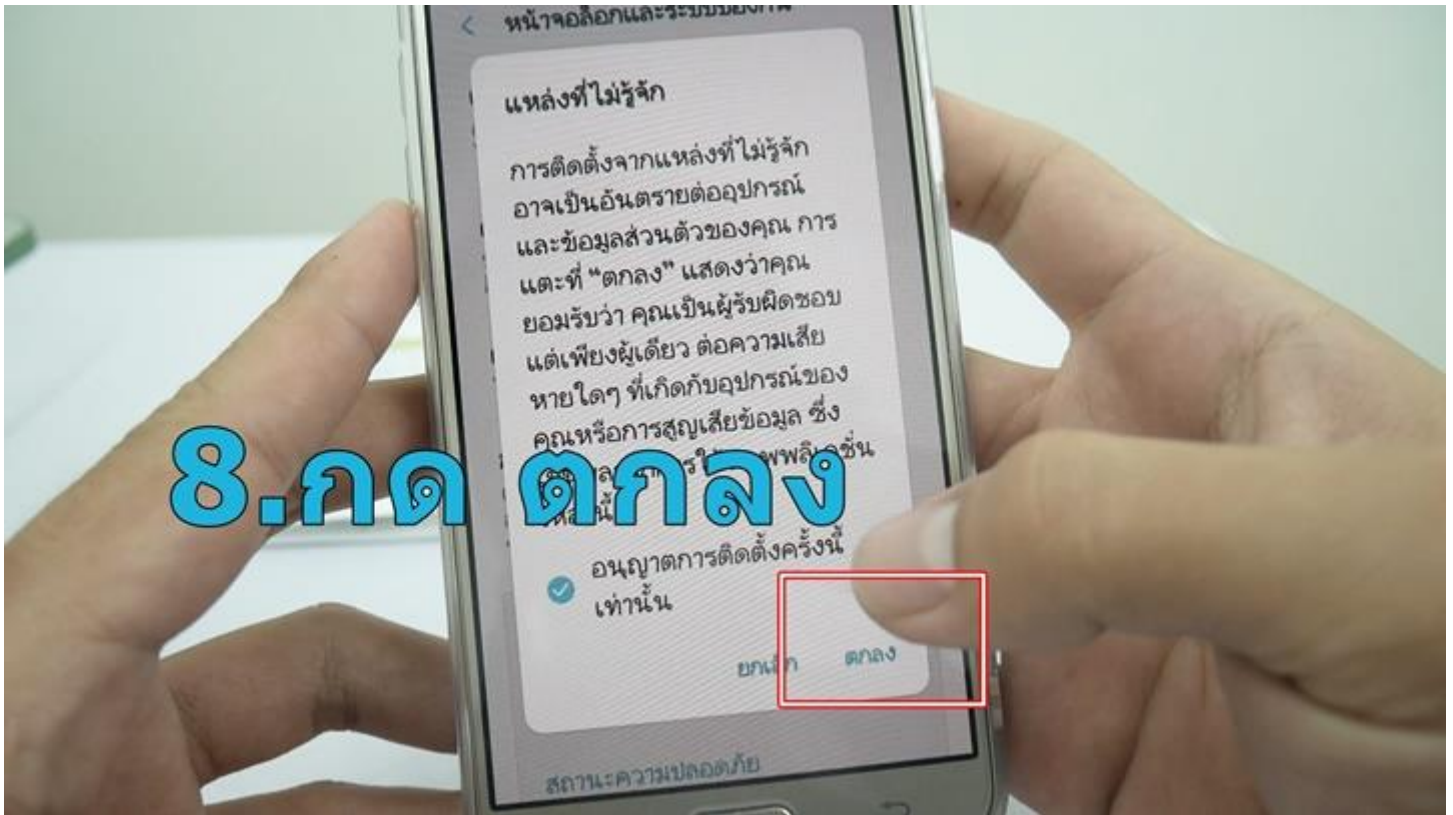 หน้าจอล็อกและระบบป้องกัน
แหล่งที่ไม่รู้จัก
การติดตั้งจากแหล่งที่ไม่รู้จัก
อาจเป็นอันตรายต่ออุปกรณ์
และข้อมูลส่วนตัวของคุณ การ
แตะที่ “ตกลง” แสดงว่าคุณ
ยอมรับว่า คุณเป็นผู้รับผิดชอบ
แต่เพียงผู้เดียว ต่อความเสีย
หายใดๆ ที่เกิดกับอุปกรณ์ของ
คุณหรือการสูญเสียข้อมูล ซึ่ง
8.กด ตกลง
อนุญาตการติดตั้งครั้งนี้
เท่านั้น
ยกเลิก ตกลง
สถานะความปลอดภัย